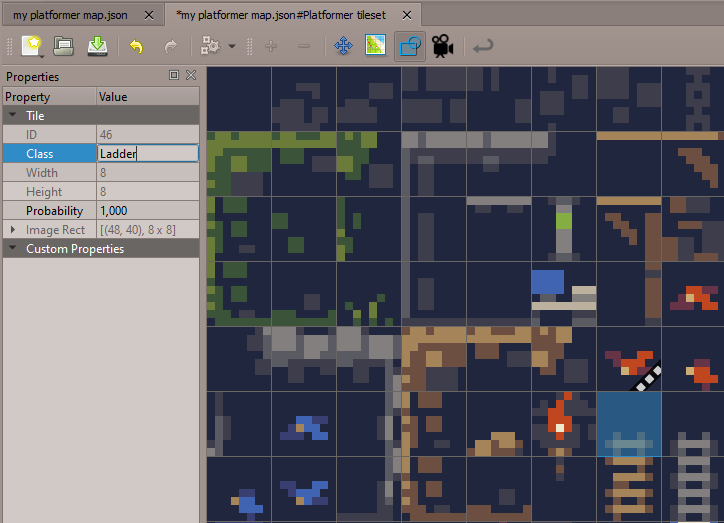 my platformer map.json
*my platformer map.json#Platformer tileset
Properties
Property Value
Tile
ID 46
Class Ladder
Width 8
Height 8
Probability 1,000
Image Rect [(48, 40), 8 x 8]
Custom Properties